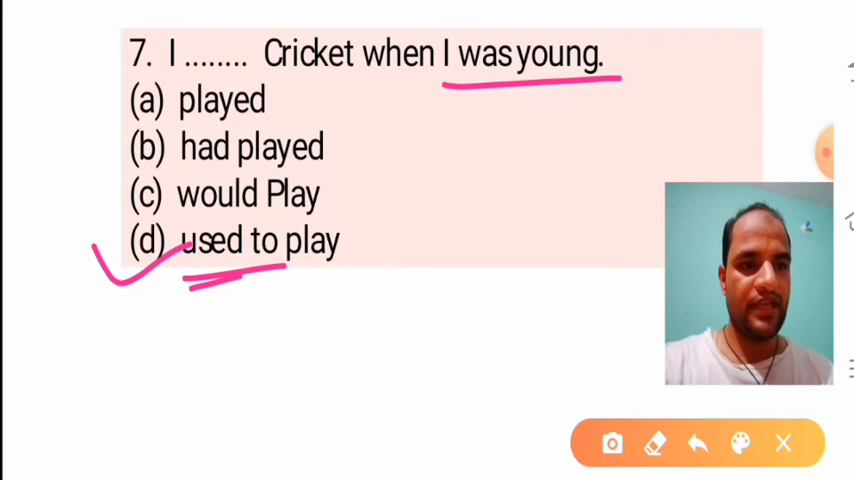 7. I ........ Cricket when I was young.
(a) played
(b) had played
(c) would Play
(d) used to play